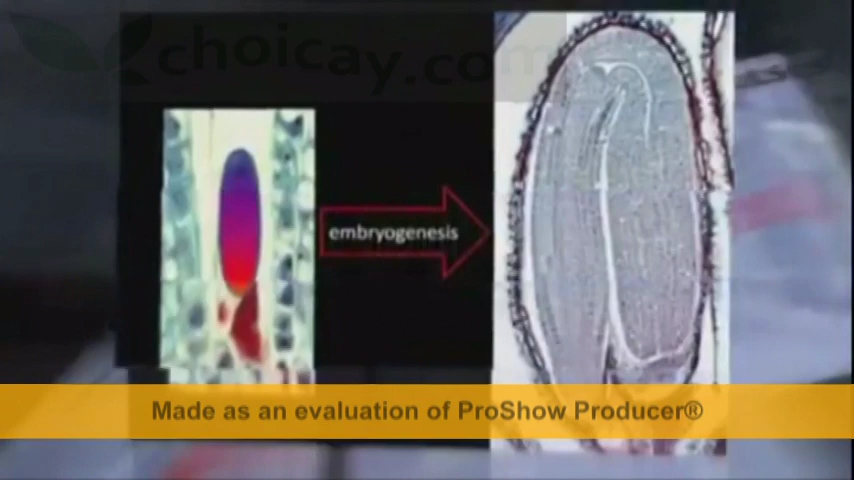 choicay.com
embryogenesis
Made as an evaluation of ProShow Producer®